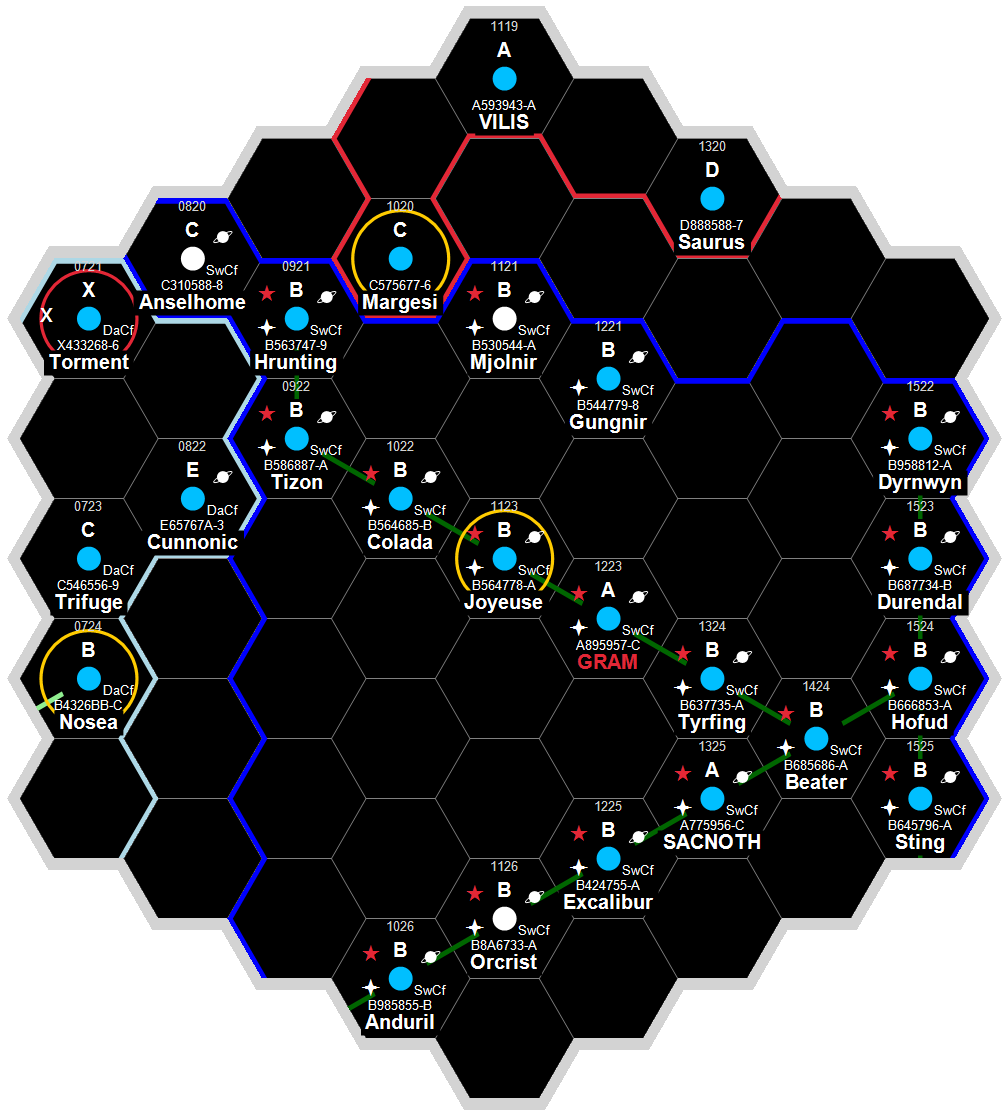 1119
A
A593943-A
VILIS
1320
D
D888588-7
Saurus
0820
C
SwCf
C310588-8
Anselhome
1020
C
C575677-6
Margesi
0721
X
X
DaCf
X433268-6
Torment
0921
B
SwCf
B563747-9
Hrunting
1121
B
SwCf
B530544-A
Mjolnir
1221
B
SwCf
B544779-8
Gungnir
0922
B
SwCf
B586887-A
Tizon
1522
B
SwCf
B958812-A
Dyrnwyn
0822
E
DaCf
E65767A-3
Cunnonic
1022
B
SwCf
B564685-B
Colada
0723
C
DaCf
C546556-9
Trifuge
1123
B
SwCf
B564778-A
Joyeuse
1523
B
SwCf
B687734-B
Durendal
1223
A
SwCf
A895957-C
GRAM
0724
B
DaCf
B4326BB-C
Nosea
1324
B
SwCf
B637735-A
Tyrfing
1524
B
SwCf
B666853-A
Hofud
1424
B
SwCf
B685686-A
Beater
1325
A
SwCf
A775956-C
SACNOTH
1525
B
SwCf
B645796-A
Sting
1225
B
SwCf
B424755-A
Excalibur
1126
B
SwCf
B8A6733-A
Orcrist
1026
B
SwCf
B985855-B
Anduril